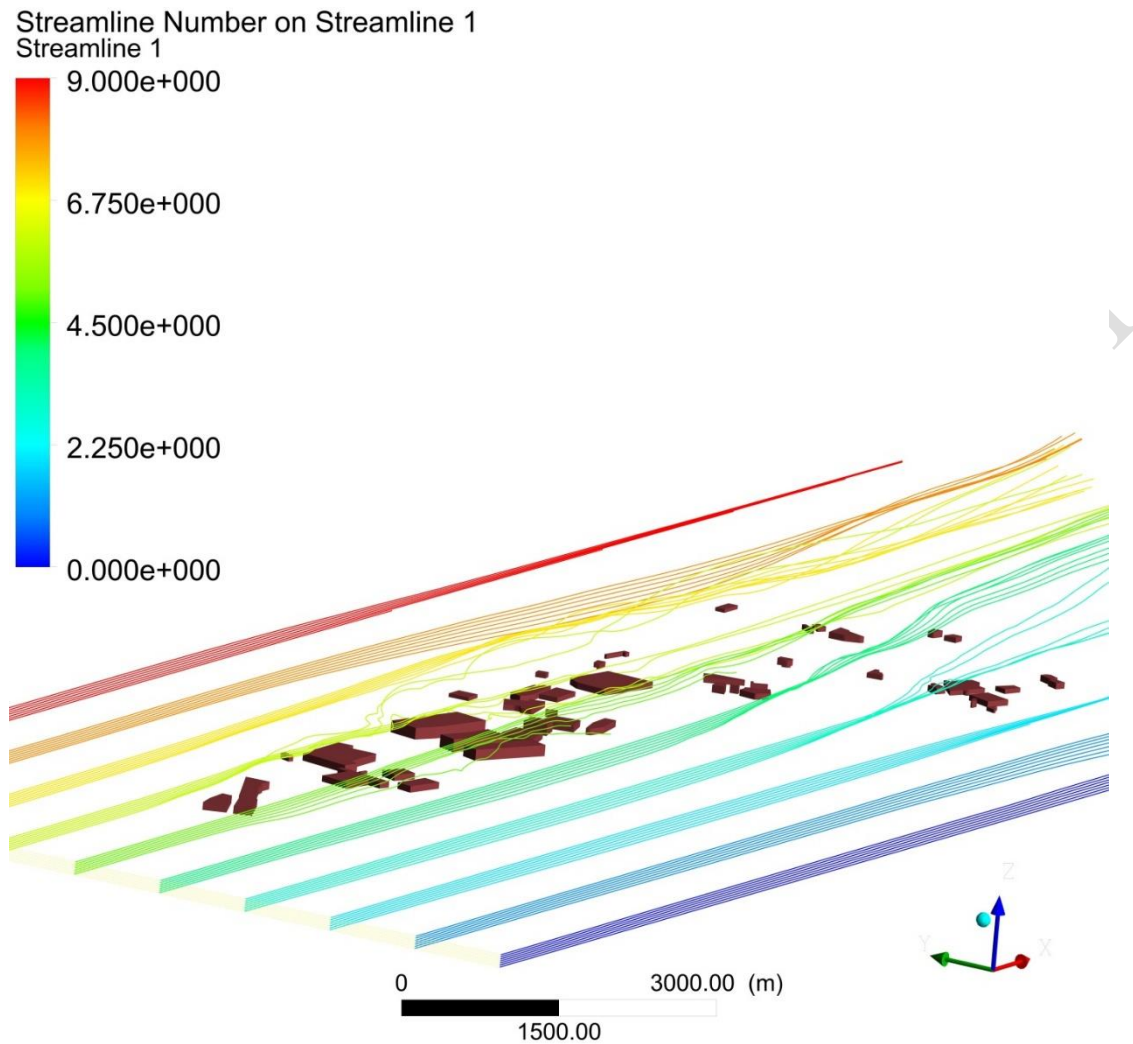 Streamline Number on Streamline 1
Streamline 1
9.000e+000
6.750e+000
4.500e+000
2.250e+000
0.000e+000
Z
Y
X
0 3000.00 (m)
1500.00